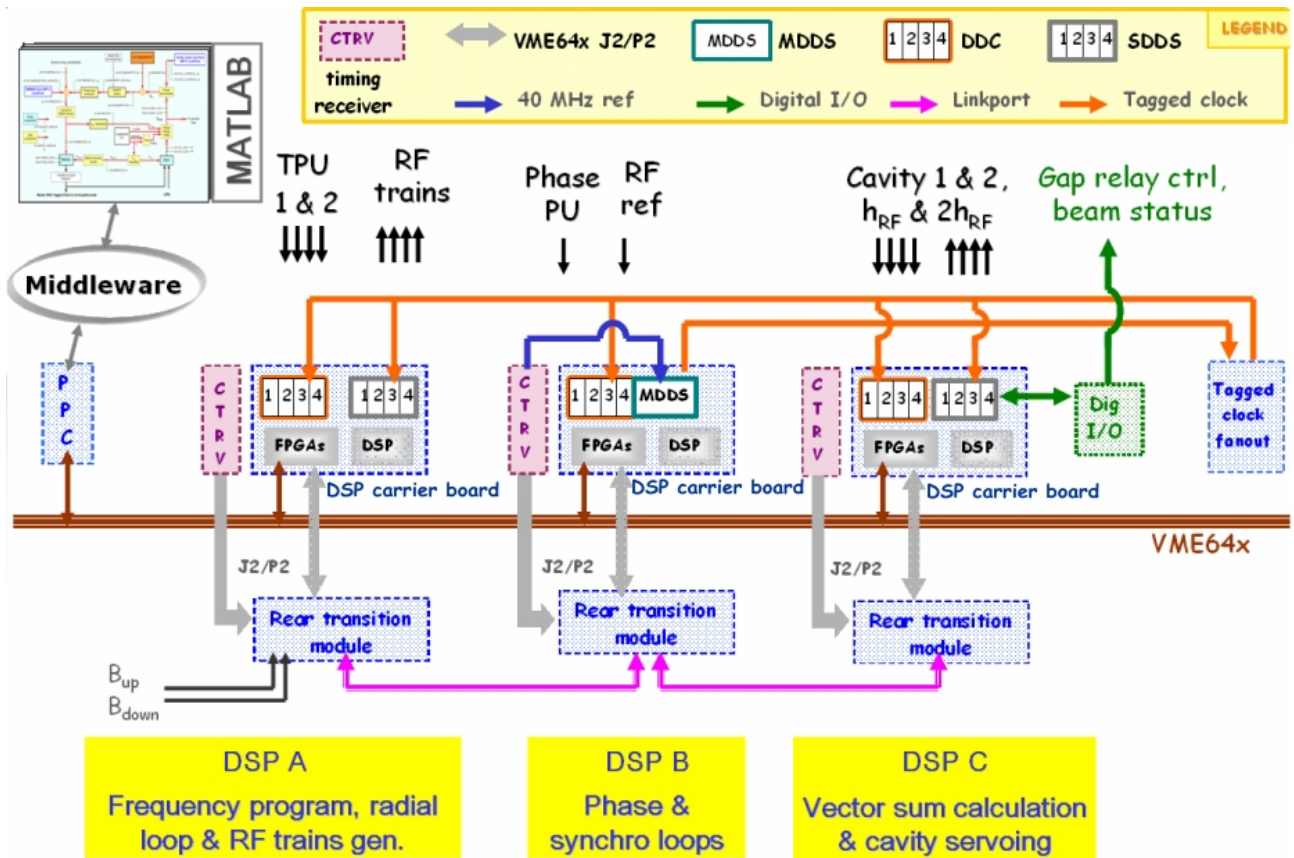 MATLAB
LEGEND
CTRV
timing
receiver
VME64x J2/P2
MDDS MDDS
1 2 3 4 DDC
1 2 3 4 SDDS
40 MHz ref
Digital I/O
Linkport
Tagged clock
TPU
1 & 2
RF
trains
Phase
PU
RF
ref
Cavity 1 & 2,
hRF & 2hRF
Gap relay ctrl,
beam status
Middleware
PPC
CTRV
1 2 3 4
1 2 3 4
FPGAs
DSP
DSP carrier board
CTRV
1 2 3 4 MDDS
FPGAs
DSP
DSP carrier board
CTRV
1 2 3 4
1 2 3 4
FPGAs
DSP
DSP carrier board
Dig
I/O
Tagged
clock
fanout
VME64x
J2/P2
J2/P2
J2/P2
Rear transition
module
Rear transition
module
Rear transition
module
Bup
Bdown
DSP A
Frequency program, radial
loop & RF trains gen.
DSP B
Phase &
synchro loops
DSP C
Vector sum calculation
& cavity servoing